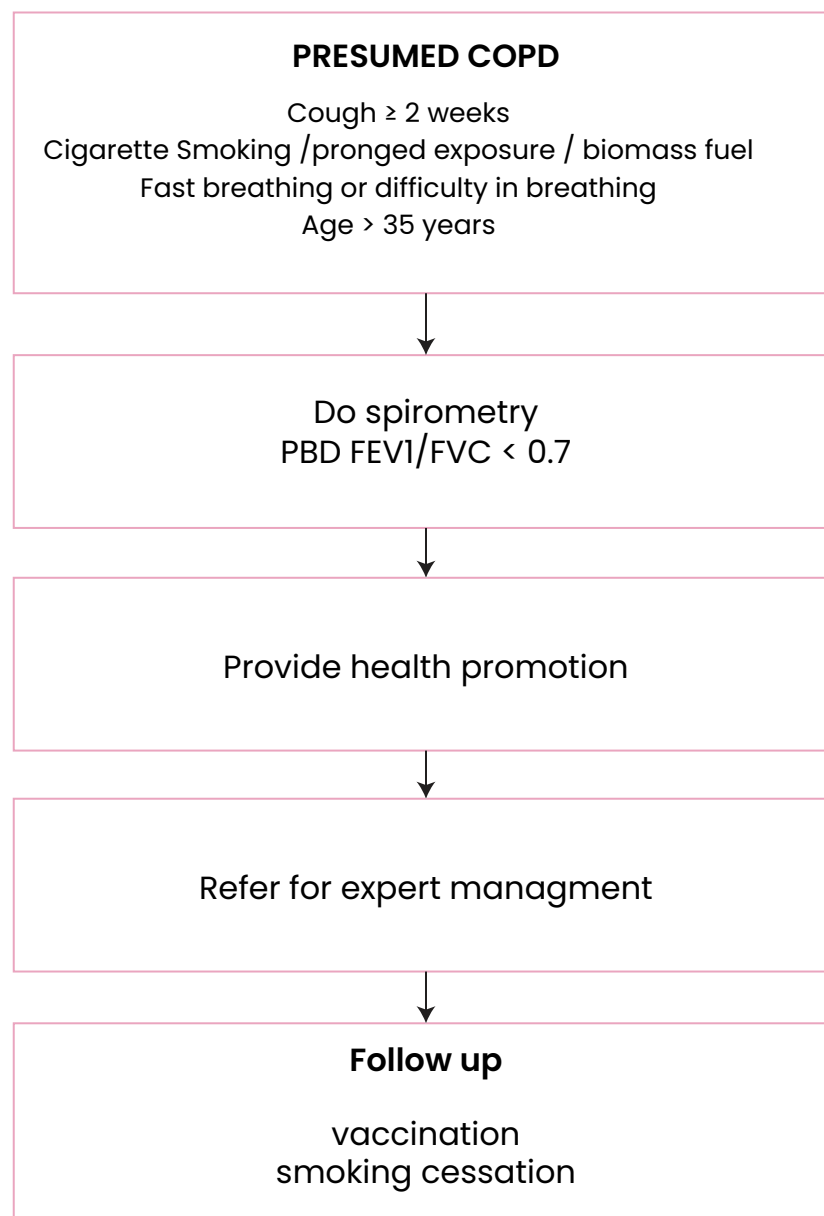 PRESUMED COPD
Cough ≥ 2 weeks
Cigarette Smoking /pronged exposure / biomass fuel
Fast breathing or difficulty in breathing
Age > 35 years
Do spirometry
PBD FEV1/FVC < 0.7
Provide health promotion
Refer for expert managment
Follow up
vaccination
smoking cessation